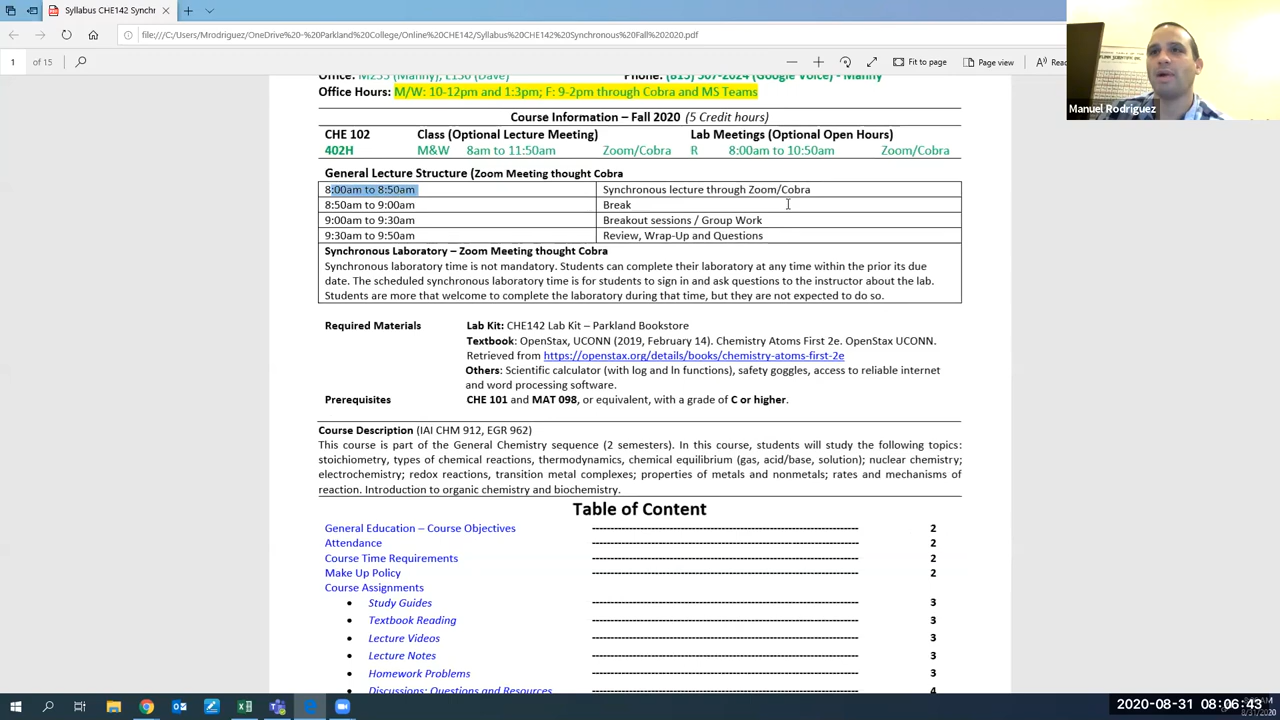 Syllabus CHE142 Synchr
file:///C:/Users/Mrodriguez/OneDrive%20-%20Parkland%20College/Online%20CHE142/Syllabus%20CHE142%20Synchronous%20Fall%202020.pdf
1 of 15
Fit to page
Page view
Manuel Rodriguez
Office: M235 (Manny), L156 (Dave) Phone: (815) 507-2024 (Google Voice) - Manny
Office Hours: M/W: 10-12pm and 1:3pm; F: 9-2pm through Cobra and MS Teams
Course Information – Fall 2020 (5 Credit hours)
CHE 102 Class (Optional Lecture Meeting) Lab Meetings (Optional Open Hours)
402H M&W 8am to 11:50am Zoom/Cobra R 8:00am to 10:50am Zoom/Cobra
General Lecture Structure (Zoom Meeting thought Cobra
8:00am to 8:50am Synchronous lecture through Zoom/Cobra
8:50am to 9:00am Break
9:00am to 9:30am Breakout sessions / Group Work
9:30am to 9:50am Review, Wrap-Up and Questions
Synchronous Laboratory – Zoom Meeting thought Cobra
Synchronous laboratory time is not mandatory. Students can complete their laboratory at any time within the prior its due
date. The scheduled synchronous laboratory time is for students to sign in and ask questions to the instructor about the lab.
Students are more that welcome to complete the laboratory during that time, but they are not expected to do so.
Required Materials Lab Kit: CHE142 Lab Kit – Parkland Bookstore
Textbook: OpenStax, UCONN (2019, February 14). Chemistry Atoms First 2e. OpenStax UCONN.
Retrieved from https://openstax.org/details/books/chemistry-atoms-first-2e
Others: Scientific calculator (with log and ln functions), safety goggles, access to reliable internet
and word processing software.
Prerequisites CHE 101 and MAT 098, or equivalent, with a grade of C or higher.
Course Description (IAI CHM 912, EGR 962)
This course is part of the General Chemistry sequence (2 semesters). In this course, students will study the following topics:
stoichiometry, types of chemical reactions, thermodynamics, chemical equilibrium (gas, acid/base, solution); nuclear chemistry;
electrochemistry; redox reactions, transition metal complexes; properties of metals and nonmetals; rates and mechanisms of
reaction. Introduction to organic chemistry and biochemistry.
Table of Content
General Education – Course Objectives 2
Attendance 2
Course Time Requirements 2
Make Up Policy 2
Course Assignments
• Study Guides 3
• Textbook Reading 3
• Lecture Videos 3
• Lecture Notes 3
• Homework Problems 3
• Discussions: Questions and Resources 4
2020-08-31 08:06:43